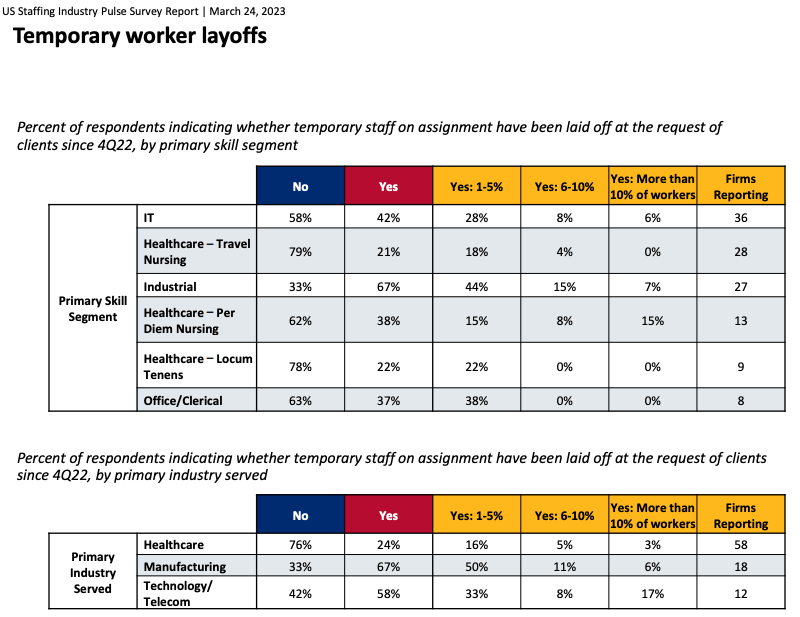 US Staffing Industry Pulse Survey Report | March 24, 2023
Temporary worker layoffs
Percent of respondents indicating whether temporary staff on assignment have been laid off at the request of
clients since 4Q22, by primary skill segment
No Yes Yes: 1-5% Yes: 6-10% Yes: More than 10% of workers Firms Reporting
Primary Skill Segment
IT 58% 42% 28% 8% 6% 36
Healthcare – Travel Nursing 79% 21% 18% 4% 0% 28
Industrial 33% 67% 44% 15% 7% 27
Healthcare – Per Diem Nursing 62% 38% 15% 8% 15% 13
Healthcare – Locum Tenens 78% 22% 22% 0% 0% 9
Office/Clerical 63% 37% 38% 0% 0% 8
Percent of respondents indicating whether temporary staff on assignment have been laid off at the request of clients
since 4Q22, by primary industry served
No Yes Yes: 1-5% Yes: 6-10% Yes: More than 10% of workers Firms Reporting
Primary Industry Served
Healthcare 76% 24% 16% 5% 3% 58
Manufacturing 33% 67% 50% 11% 6% 18
Technology/ Telecom 42% 58% 33% 8% 17% 12